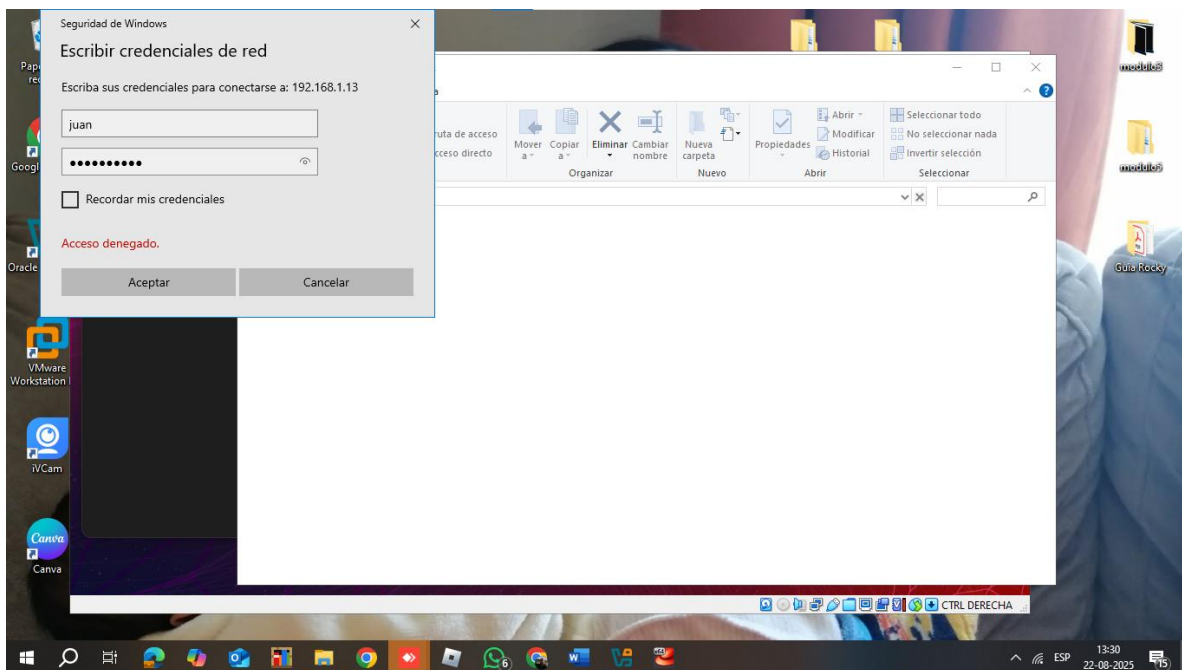 Seguridad de Windows
Escribir credenciales de red
Escriba sus credenciales para conectarse a: 192.168.1.13
juan
Recordar mis credenciales
Acceso denegado.
Aceptar
Cancelar
ruta de acceso
acceso directo
Mover a
Copiar a
Eliminar
Cambiar nombre
Organizar
Nueva carpeta
Nuevo
Propiedades
Abrir
Modificar
Historial
Abrir
Seleccionar todo
No seleccionar nada
Invertir selección
Seleccionar
modulo5
Guia Rocky
Oracle
VMware
Workstation
iVCam
Canva
Canva
CTRL DERECHA
6
ESP
13:30
22-08-2025
15